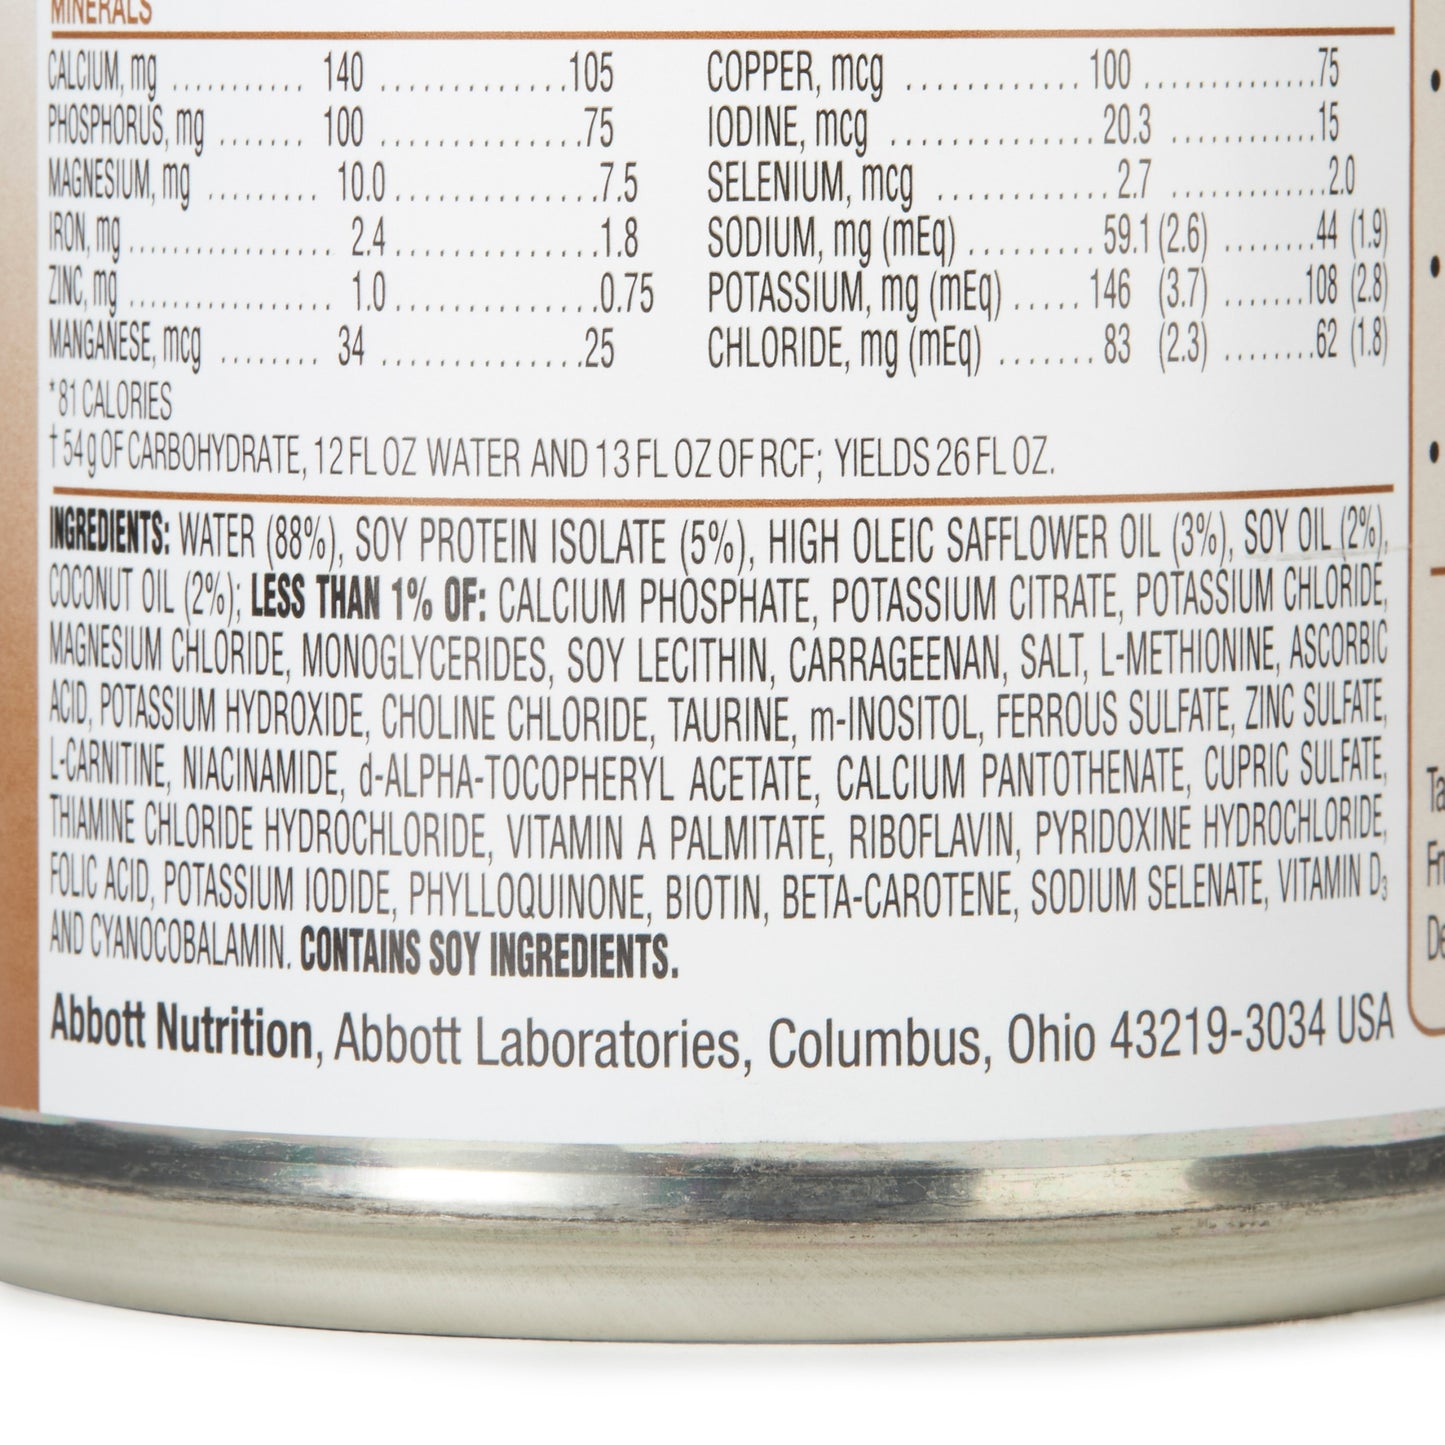 MINERALS
CALCIUM, mg .......... 140 .............105
PHOSPHORUS, mg ....... 100 .............75
MAGNESIUM, mg ......... 10.0.............7.5
IRON, mg.............. 2.4.............1.8
ZINC, mg.............. 1.0.............0.75
MANGANESE, mcg ....... 34 .............25
COPPER, mcg ............ 100 ............75
IODINE, mcg .............. 20.3 ..........15
SELENIUM, mcg ........... 2.7 ...........2.0
SODIUM, mg (mEq) ......... 59.1 (2.6) .......44 (1.9)
POTASSIUM, mg (mEq) ..... 146 (3.7) ......108 (2.8)
CHLORIDE, mg (mEq) ....... 83 (2.3) .......62 (1.8)
*81 CALORIES
† 54 g OF CARBOHYDRATE, 12 FL OZ WATER AND 13 FL OZ OF RCF; YIELDS 26 FL OZ.
INGREDIENTS: WATER (88%), SOY PROTEIN ISOLATE (5%), HIGH OLEIC SAFFLOWER OIL (3%), SOY OIL (2%),
COCONUT OIL (2%); LESS THAN 1% OF: CALCIUM PHOSPHATE, POTASSIUM CITRATE, POTASSIUM CHLORIDE,
MAGNESIUM CHLORIDE, MONOGLYCERIDES, SOY LECITHIN, CARRAGEENAN, SALT, L-METHIONINE, ASCORBIC
ACID, POTASSIUM HYDROXIDE, CHOLINE CHLORIDE, TAURINE, m-INOSITOL, FERROUS SULFATE, ZINC SULFATE,
L-CARNITINE, NIACINAMIDE, d-ALPHA-TOCOPHERYL ACETATE, CALCIUM PANTOTHENATE, CUPRIC SULFATE,
THIAMINE CHLORIDE HYDROCHLORIDE, VITAMIN A PALMITATE, RIBOFLAVIN, PYRIDOXINE HYDROCHLORIDE,
FOLIC ACID, POTASSIUM IODIDE, PHYLLOQUINONE, BIOTIN, BETA-CAROTENE, SODIUM SELENATE, VITAMIN D₃
AND CYANOCOBALAMIN. CONTAINS SOY INGREDIENTS.
Abbott Nutrition, Abbott Laboratories, Columbus, Ohio 43219-3034 USA